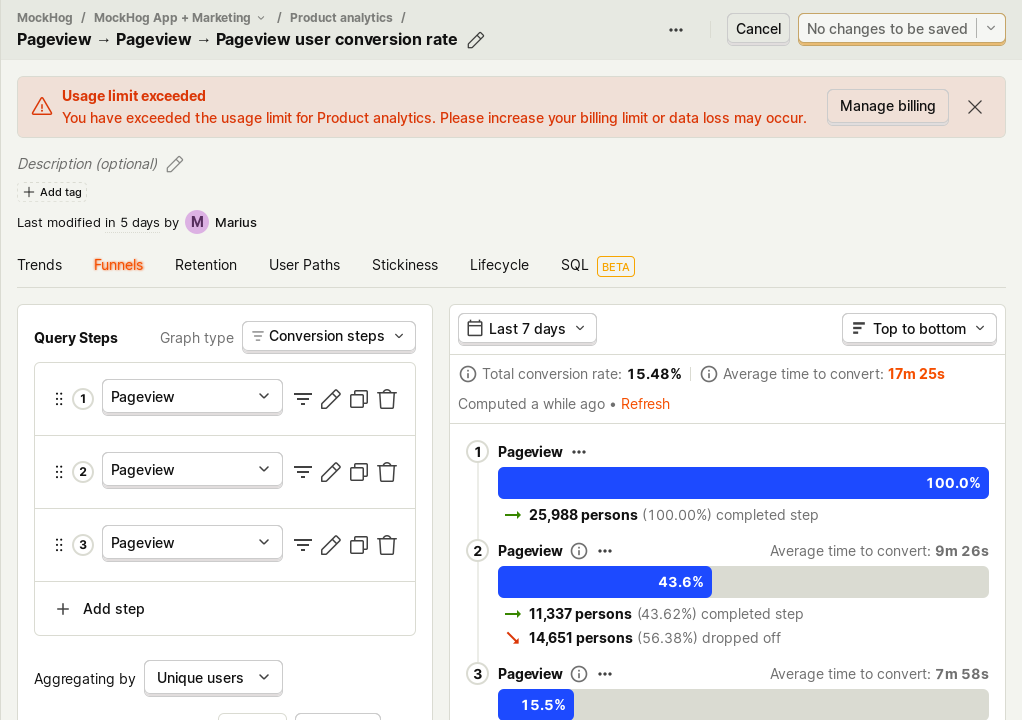 MockHog / MockHog App + Marketing / Product analytics /
Pageview → Pageview → Pageview user conversion rate
Cancel
No changes to be saved
Usage limit exceeded
You have exceeded the usage limit for Product analytics. Please increase your billing limit or data loss may occur.
Manage billing
Description (optional)
Add tag
Last modified in 5 days by M Marius
Trends Funnels Retention User Paths Stickiness Lifecycle SQL BETA
Query Steps Graph type Conversion steps
1 Pageview
2 Pageview
3 Pageview
Add step
Aggregating by Unique users
Last 7 days Top to bottom
Total conversion rate: 15.48% Average time to convert: 17m 25s
Computed a while ago • Refresh
1 Pageview
100.0%
→ 25,988 persons (100.00%) completed step
2 Pageview Average time to convert: 9m 26s
43.6%
→ 11,337 persons (43.62%) completed step
↘ 14,651 persons (56.38%) dropped off
3 Pageview Average time to convert: 7m 58s
15.5%